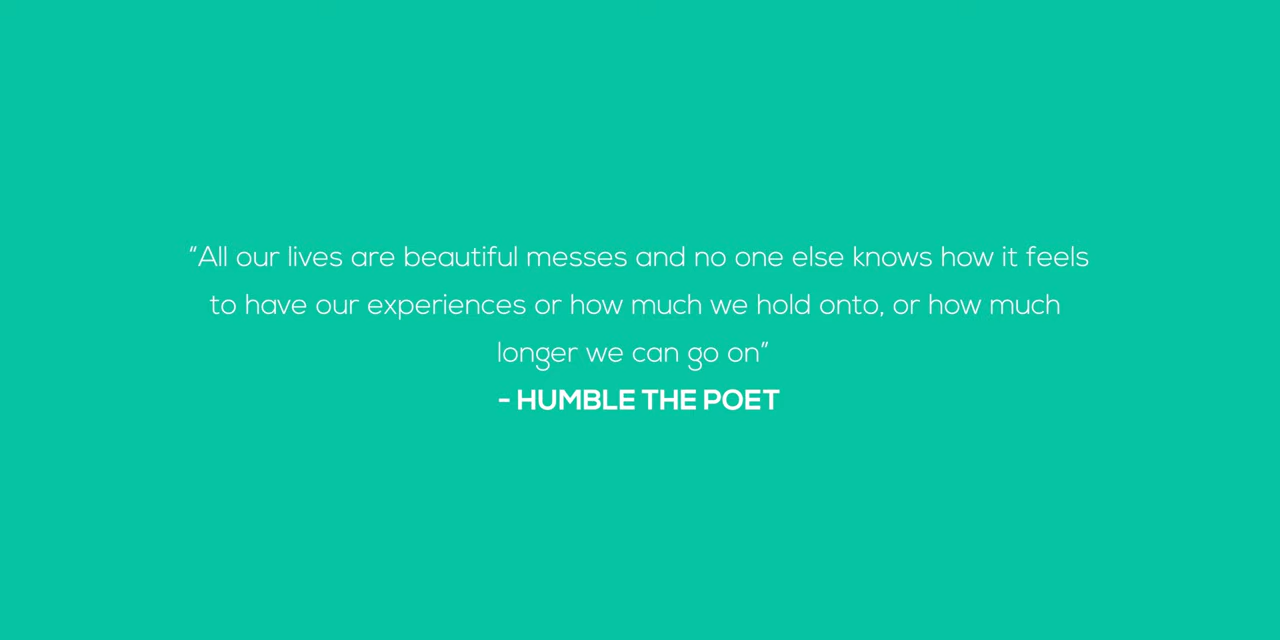 “All our lives are beautiful messes and no one else knows how it feels
to have our experiences or how much we hold onto, or how much
longer we can go on”
- HUMBLE THE POET